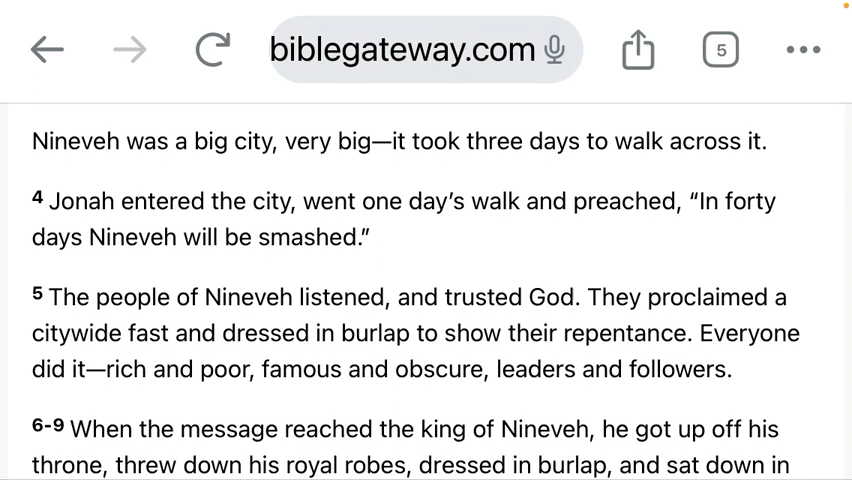 biblegateway.com
5
Nineveh was a big city, very big—it took three days to walk across it.
4 Jonah entered the city, went one day’s walk and preached, “In forty
days Nineveh will be smashed.”
5 The people of Nineveh listened, and trusted God. They proclaimed a
citywide fast and dressed in burlap to show their repentance. Everyone
did it—rich and poor, famous and obscure, leaders and followers.
6-9 When the message reached the king of Nineveh, he got up off his
throne, threw down his royal robes, dressed in burlap, and sat down in